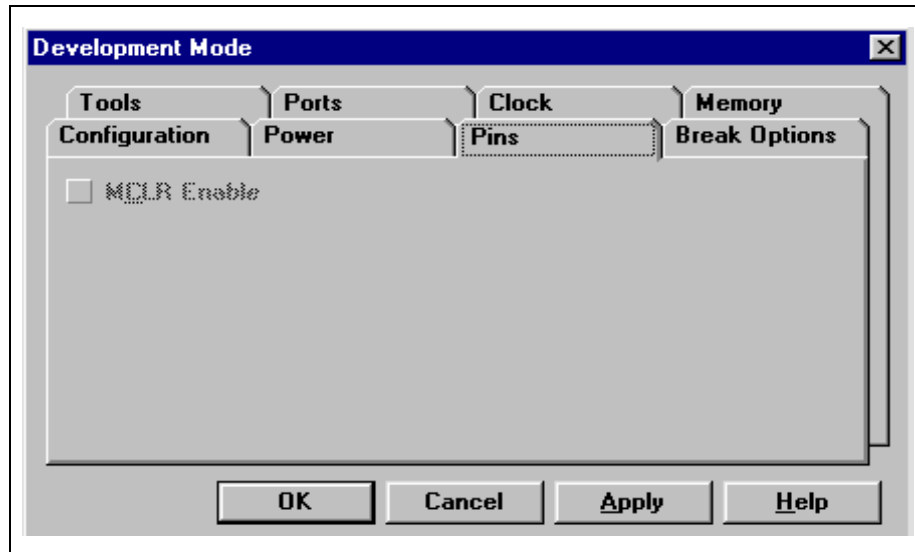 Development Mode
Tools Ports Clock Memory
Configuration Power Pins Break Options
MCLR Enable
OK Cancel Apply Help